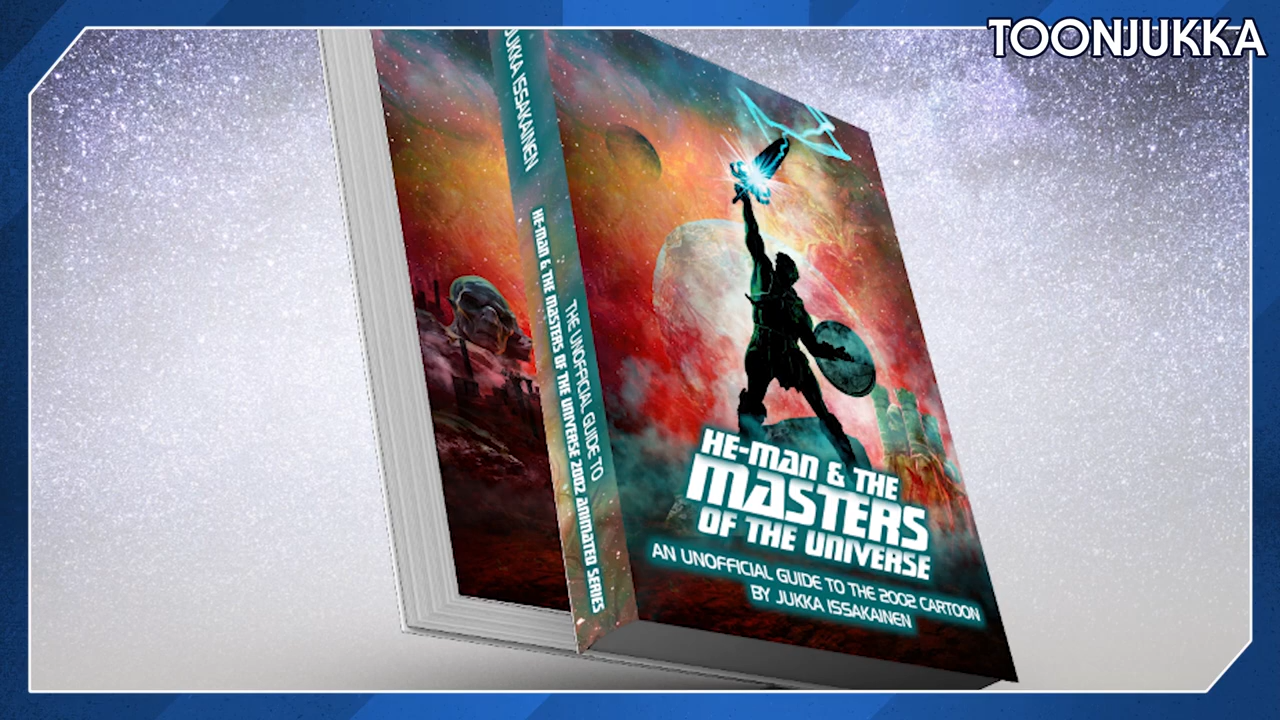 TOONJUKKA
JUKKA ISSAKAINEN
THE UNOFFICIAL GUIDE TO
HE-MAN & THE MASTERS OF THE UNIVERSE 2002 ANIMATED SERIES
HE-MAN & THE
MASTERS
OF THE UNIVERSE
AN UNOFFICIAL GUIDE TO THE 2002 CARTOON
BY JUKKA ISSAKAINEN